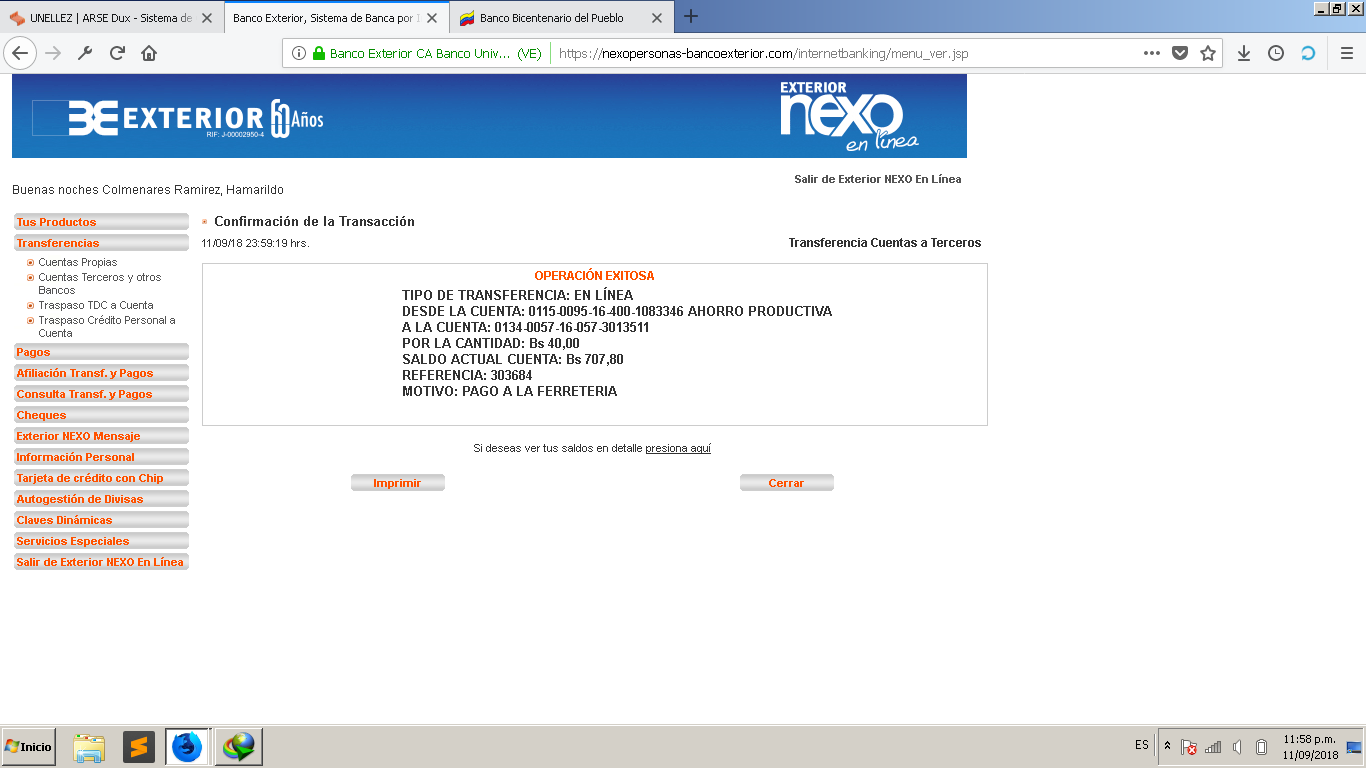 UNELLEZ | ARSE Dux - Sistema de
Banco Exterior, Sistema de Banca por I
Banco Bicentenario del Pueblo
Banco Exterior CA Banco Univ... (VE)
https://nexopersonas-bancoexterior.com/internetbanking/menu_ver.jsp
EXTERIOR 60 Años
RIF: J-00002950-4
EXTERIOR
nexo
en línea
Salir de Exterior NEXO En Línea
Buenas noches Colmenares Ramirez, Hamarildo
Tus Productos
Transferencias
Cuentas Propias
Cuentas Terceros y otros
Bancos
Traspaso TDC a Cuenta
Traspaso Crédito Personal a
Cuenta
Pagos
Afiliación Transf. y Pagos
Consulta Transf. y Pagos
Cheques
Exterior NEXO Mensaje
Información Personal
Tarjeta de crédito con Chip
Autogestión de Divisas
Claves Dinámicas
Servicios Especiales
Salir de Exterior NEXO En Línea
Confirmación de la Transacción
11/09/18 23:59:19 hrs.
Transferencia Cuentas a Terceros
OPERACIÓN EXITOSA
TIPO DE TRANSFERENCIA: EN LÍNEA
DESDE LA CUENTA: 0115-0095-16-400-1083346 AHORRO PRODUCTIVA
A LA CUENTA: 0134-0057-16-057-3013511
POR LA CANTIDAD: Bs 40,00
SALDO ACTUAL CUENTA: Bs 707,80
REFERENCIA: 303684
MOTIVO: PAGO A LA FERRETERIA
Si deseas ver tus saldos en detalle presiona aquí
Imprimir
Cerrar
Inicio
ES
11:58 p.m.
11/09/2018